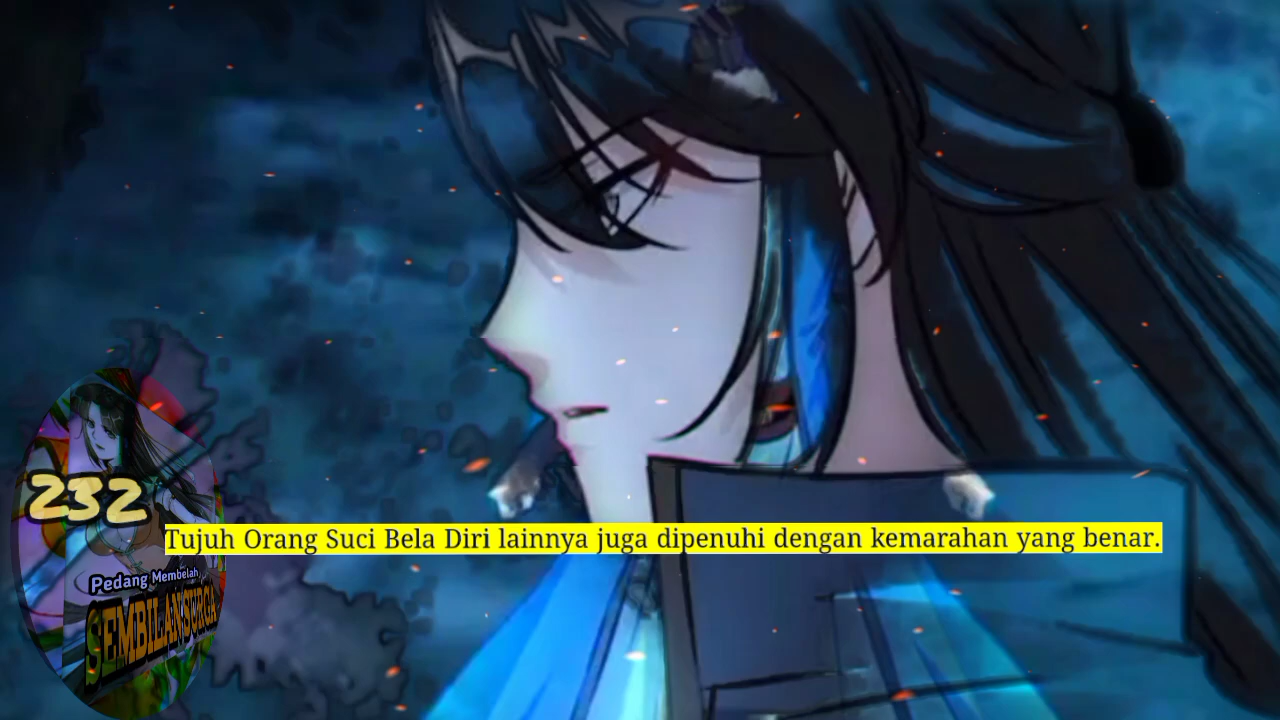 232
Tujuh Orang Suci Bela Diri lainnya juga dipenuhi dengan kemarahan yang benar.
Pedang Membelah
SEMBILAN SURGA